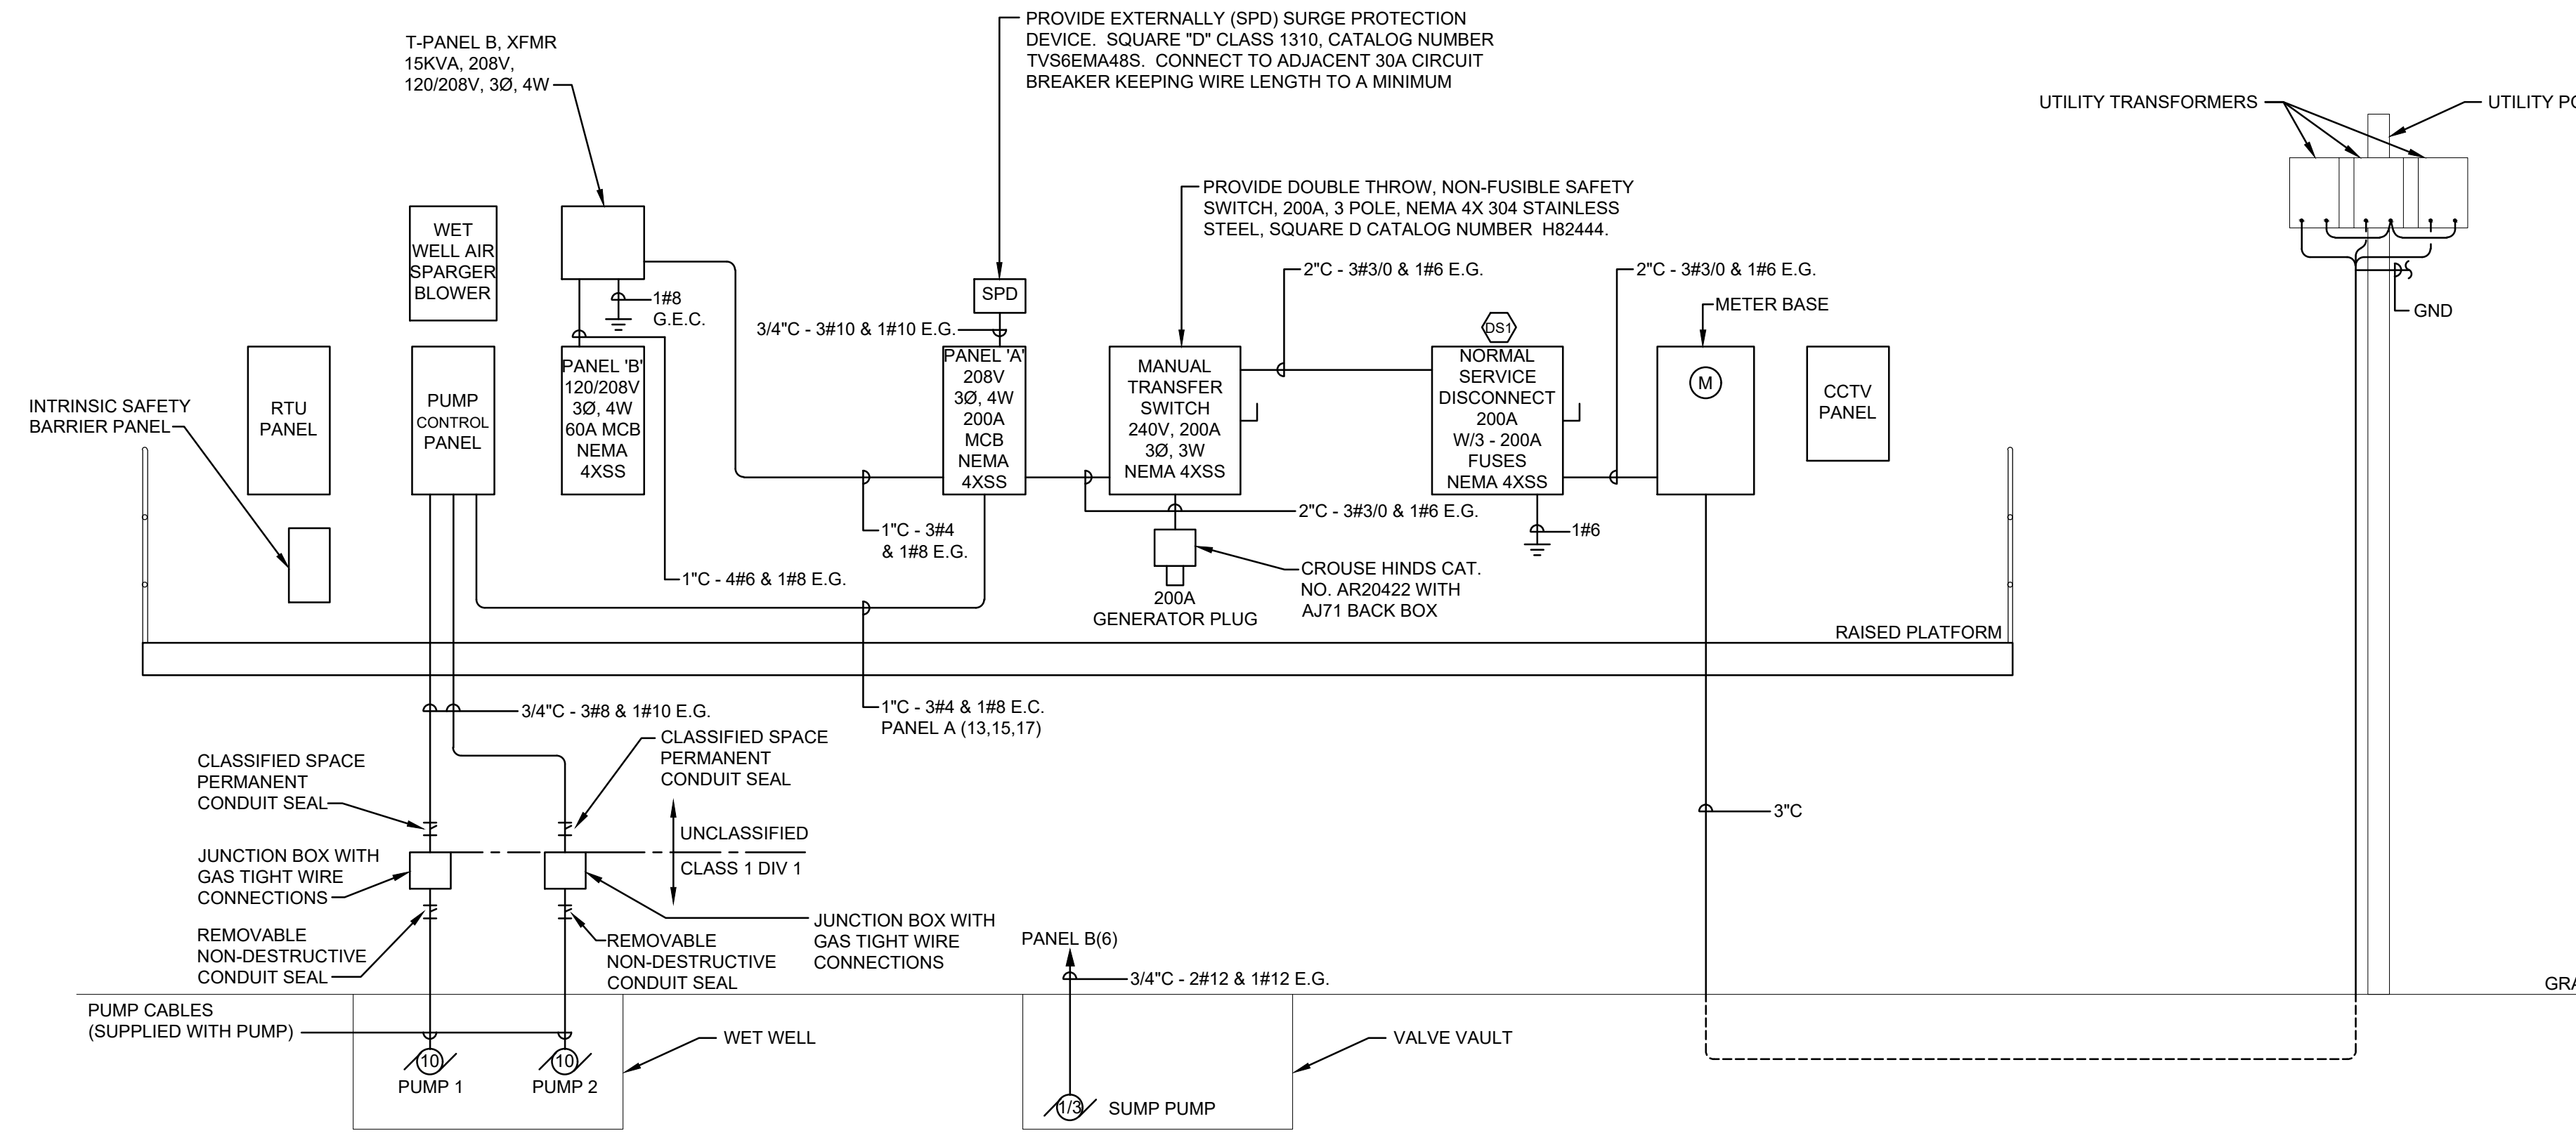 PROVIDE EXTERNALLY (SPD) SURGE PROTECTION
DEVICE. SQUARE "D" CLASS 1310, CATALOG NUMBER
TVS6EMA48S. CONNECT TO ADJACENT 30A CIRCUIT
BREAKER KEEPING WIRE LENGTH TO A MINIMUM
T-PANEL B, XFMR
15KVA, 208V,
120/208V, 3Ø, 4W
UTILITY TRANSFORMERS
UTILITY
PROVIDE DOUBLE THROW, NON-FUSIBLE SAFETY
SWITCH, 200A, 3 POLE, NEMA 4X 304 STAINLESS
STEEL, SQUARE D CATALOG NUMBER H82444.
WET
WELL AIR
SPARGER
BLOWER
1#8
G.E.C.
SPD
3/4"C - 3#10 & 1#10 E.G.
2"C - 3#3/0 & 1#6 E.G.
2"C - 3#3/0 & 1#6 E.G.
METER BASE
GND
DS1
INTRINSIC SAFETY
BARRIER PANEL
RTU
PANEL
PUMP
CONTROL
PANEL
PANEL 'B'
120/208V
3Ø, 4W
60A MCB
NEMA
4XSS
PANEL 'A'
208V
3Ø, 4W
200A
MCB
NEMA
4XSS
MANUAL
TRANSFER
SWITCH
240V, 200A
3Ø, 3W
NEMA 4XSS
NORMAL
SERVICE
DISCONNECT
200A
W/3 - 200A
FUSES
NEMA 4XSS
M
CCTV
PANEL
1"C - 3#4
& 1#8 E.G.
2"C - 3#3/0 & 1#6 E.G.
1#6
1"C - 4#6 & 1#8 E.G.
200A
GENERATOR PLUG
CROUSE HINDS CAT.
NO. AR20422 WITH
AJ71 BACK BOX
RAISED PLATFORM
3/4"C - 3#8 & 1#10 E.G.
1"C - 3#4 & 1#8 E.C.
PANEL A (13,15,17)
CLASSIFIED SPACE
PERMANENT
CONDUIT SEAL
CLASSIFIED SPACE
PERMANENT
CONDUIT SEAL
UNCLASSIFIED
CLASS 1 DIV 1
3"C
JUNCTION BOX WITH
GAS TIGHT WIRE
CONNECTIONS
JUNCTION BOX WITH
GAS TIGHT WIRE
CONNECTIONS
REMOVABLE
NON-DESTRUCTIVE
CONDUIT SEAL
REMOVABLE
NON-DESTRUCTIVE
CONDUIT SEAL
PANEL B(6)
3/4"C - 2#12 & 1#12 E.G.
PUMP CABLES
(SUPPLIED WITH PUMP)
WET WELL
VALVE VAULT
10
PUMP 1
10
PUMP 2
1/3
SUMP PUMP